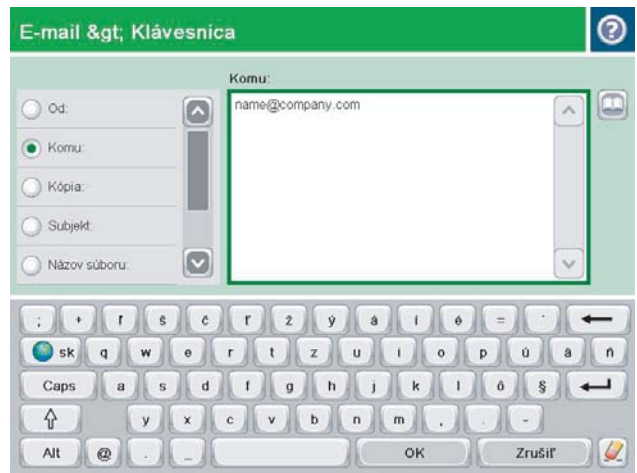 E-mail &gt; Klávesnica
Komu:
Od:
name@company.com
Komu:
Kópia:
Subjekt:
Názov súboru:
; + š č ž ý á í é =
sk q w e r t z u i o p ú ä ň
Caps a s d f g h j k l ô §
y x c v b n m , . -
Alt @ . _ OK Zrušiť